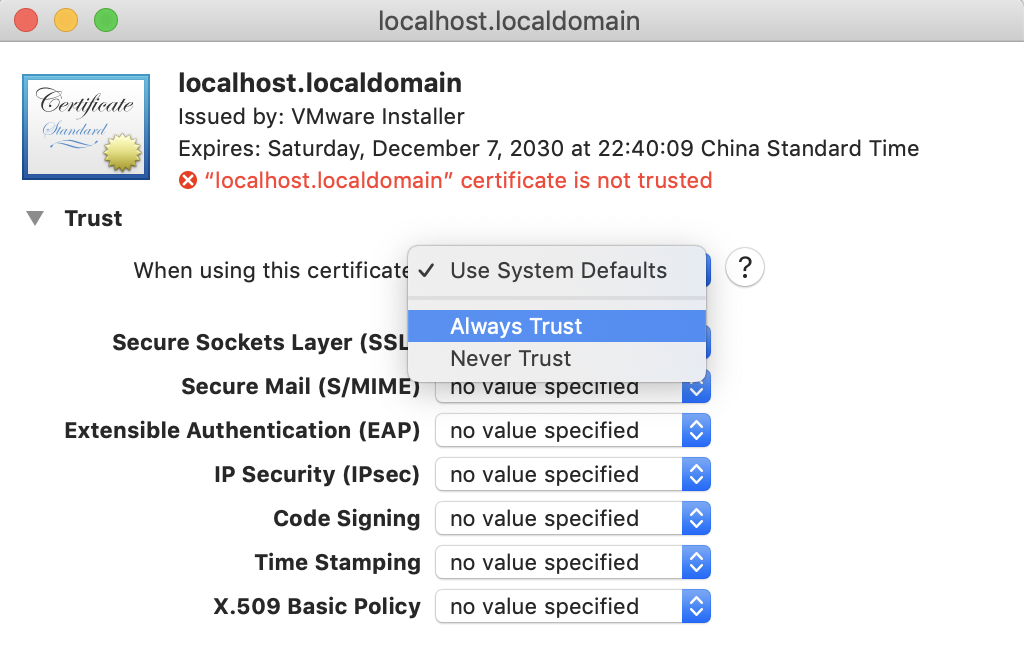 localhost.localdomain
Certificate
Standard
localhost.localdomain
Issued by: VMware Installer
Expires: Saturday, December 7, 2030 at 22:40:09 China Standard Time
“localhost.localdomain” certificate is not trusted
Trust
When using this certificate ✓ Use System Defaults ?
Always Trust
Secure Sockets Layer (SSL
Never Trust
Secure Mail (S/MIME) no value specified
Extensible Authentication (EAP) no value specified
IP Security (IPsec) no value specified
Code Signing no value specified
Time Stamping no value specified
X.509 Basic Policy no value specified